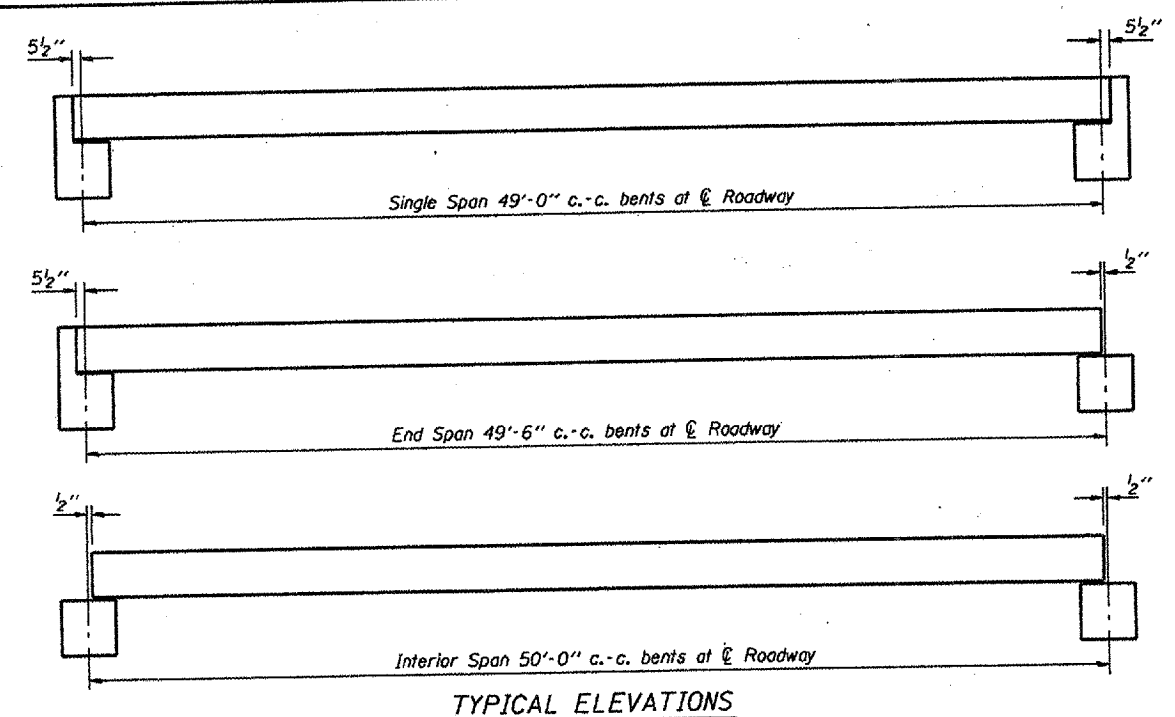 5½" 5½"
Single Span 49'-0" c.-c. bents at ℄ Roadway
5½" ½"
End Span 49'-6" c.-c. bents at ℄ Roadway
½" ½"
Interior Span 50'-0" c.-c. bents at ℄ Roadway
TYPICAL ELEVATIONS